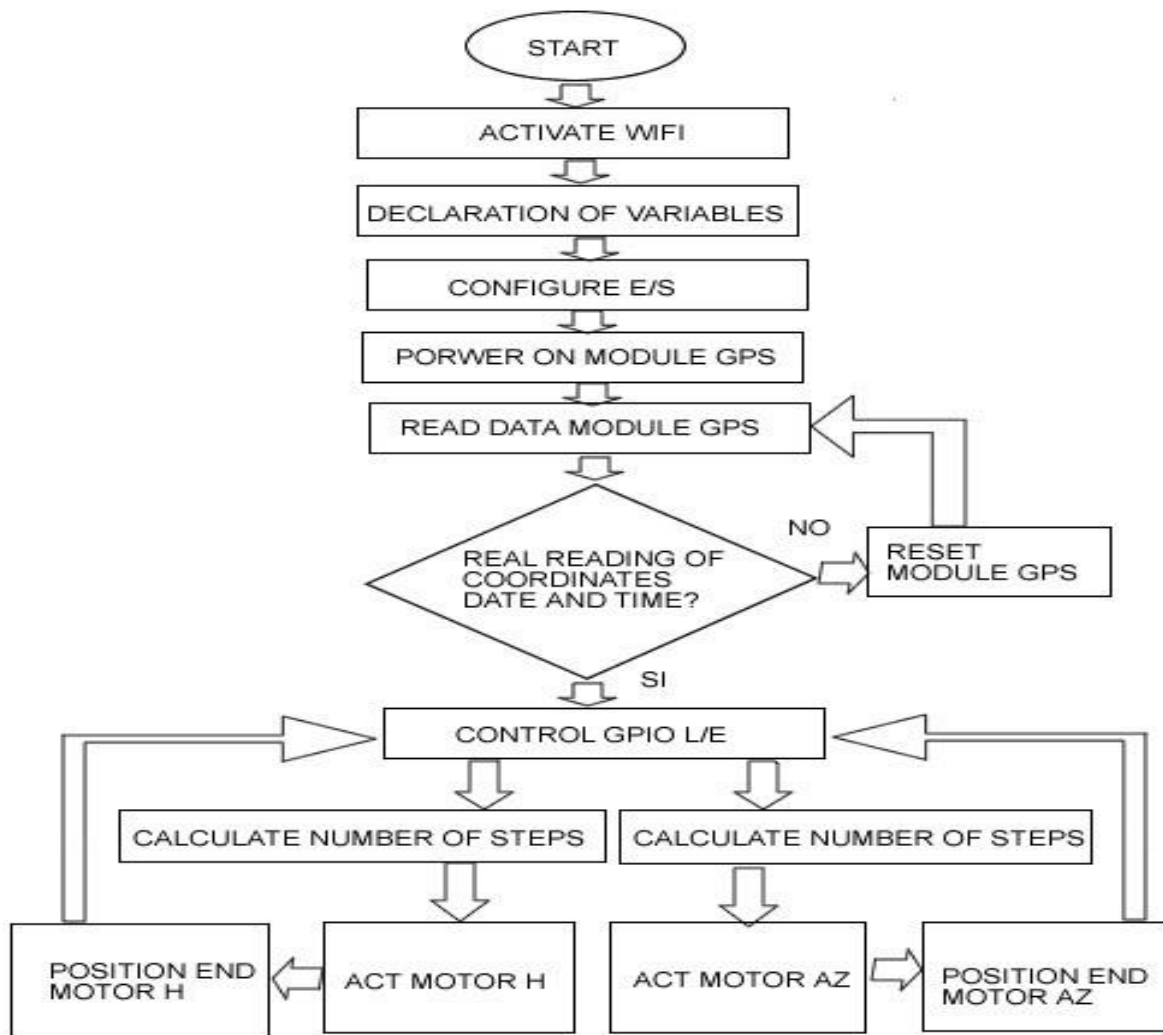 START
ACTIVATE WIFI
DECLARATION OF VARIABLES
CONFIGURE E/S
PORWER ON MODULE GPS
READ DATA MODULE GPS
REAL READING OF
COORDINATES
DATE AND TIME?
NO
RESET
MODULE GPS
SI
CONTROL GPIO L/E
CALCULATE NUMBER OF STEPS
CALCULATE NUMBER OF STEPS
POSITION END
MOTOR H
ACT MOTOR H
ACT MOTOR AZ
POSITION END
MOTOR AZ